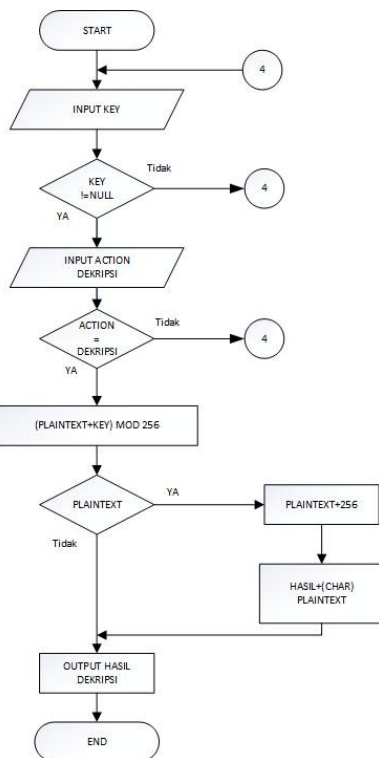 START
4
INPUT KEY
KEY
!=NULL
Tidak
4
YA
INPUT ACTION
DEKRIPSI
ACTION
=
DEKRIPSI
Tidak
4
YA
(PLAINTEXT+KEY) MOD 256
PLAINTEXT
YA
PLAINTEXT+256
Tidak
HASIL+(CHAR)
PLAINTEXT
OUTPUT HASIL
DEKRIPSI
END